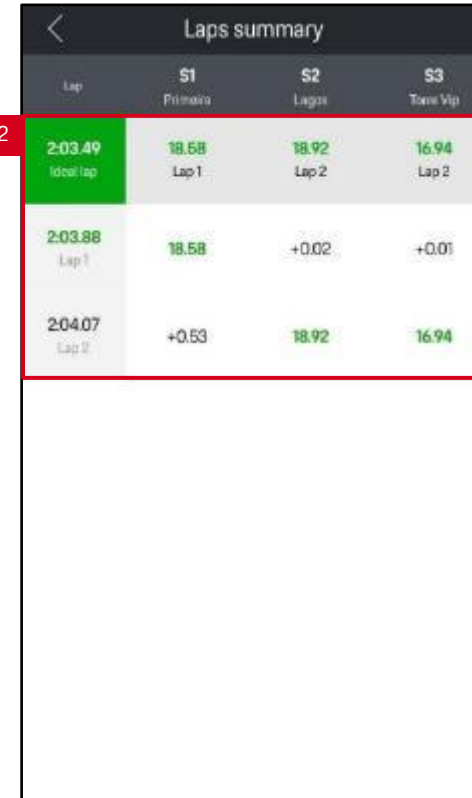 Laps summary
Lap
S1
S2
S3
Primeira
Lagos
Torre Vip
2
2:03.49
18.58
18.92
16.94
Ideal lap
Lap 1
Lap 2
Lap 2
2:03.88
18.58
+0.02
+0.01
Lap 1
2:04.07
+0.53
18.92
16.94
Lap 2